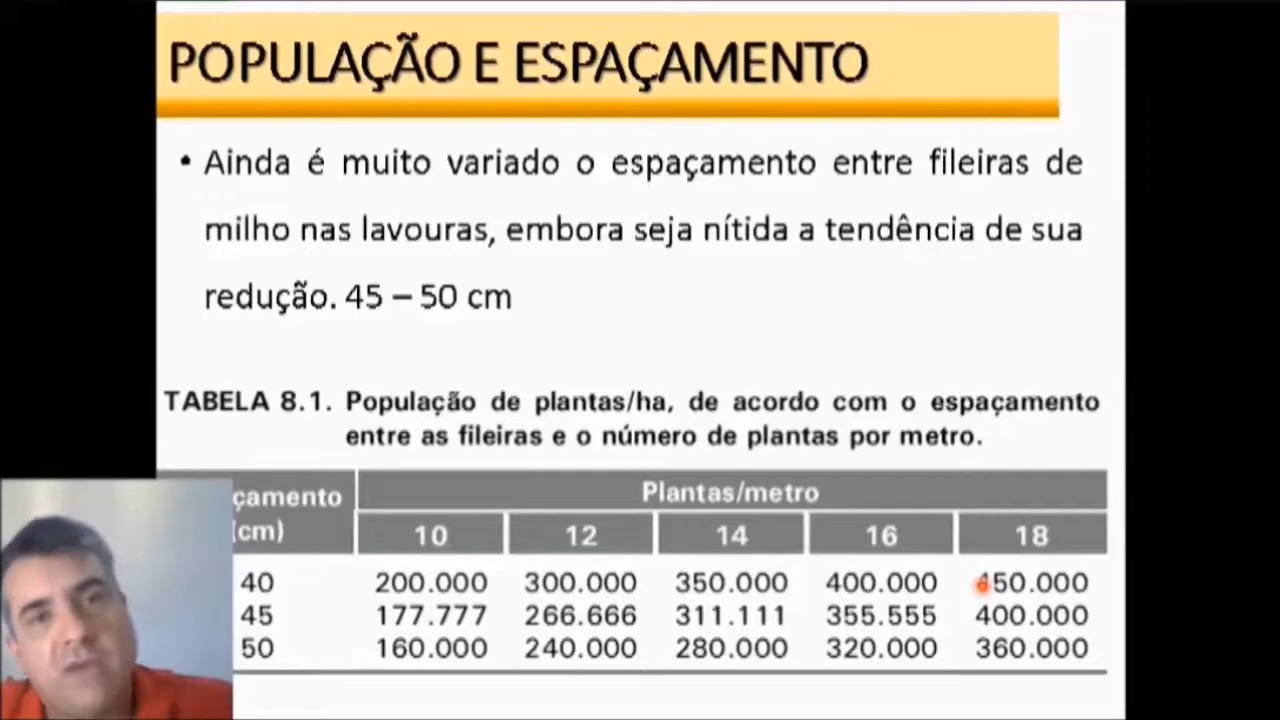 POPULAÇÃO E ESPAÇAMENTO
• Ainda é muito variado o espaçamento entre fileiras de
milho nas lavouras, embora seja nítida a tendência de sua
redução. 45 – 50 cm
TABELA 8.1. População de plantas/ha, de acordo com o espaçamento
entre as fileiras e o número de plantas por metro.
çamento Plantas/metro
(cm) 10 12 14 16 18
40 200.000 300.000 350.000 400.000 450.000
45 177.777 266.666 311.111 355.555 400.000
50 160.000 240.000 280.000 320.000 360.000